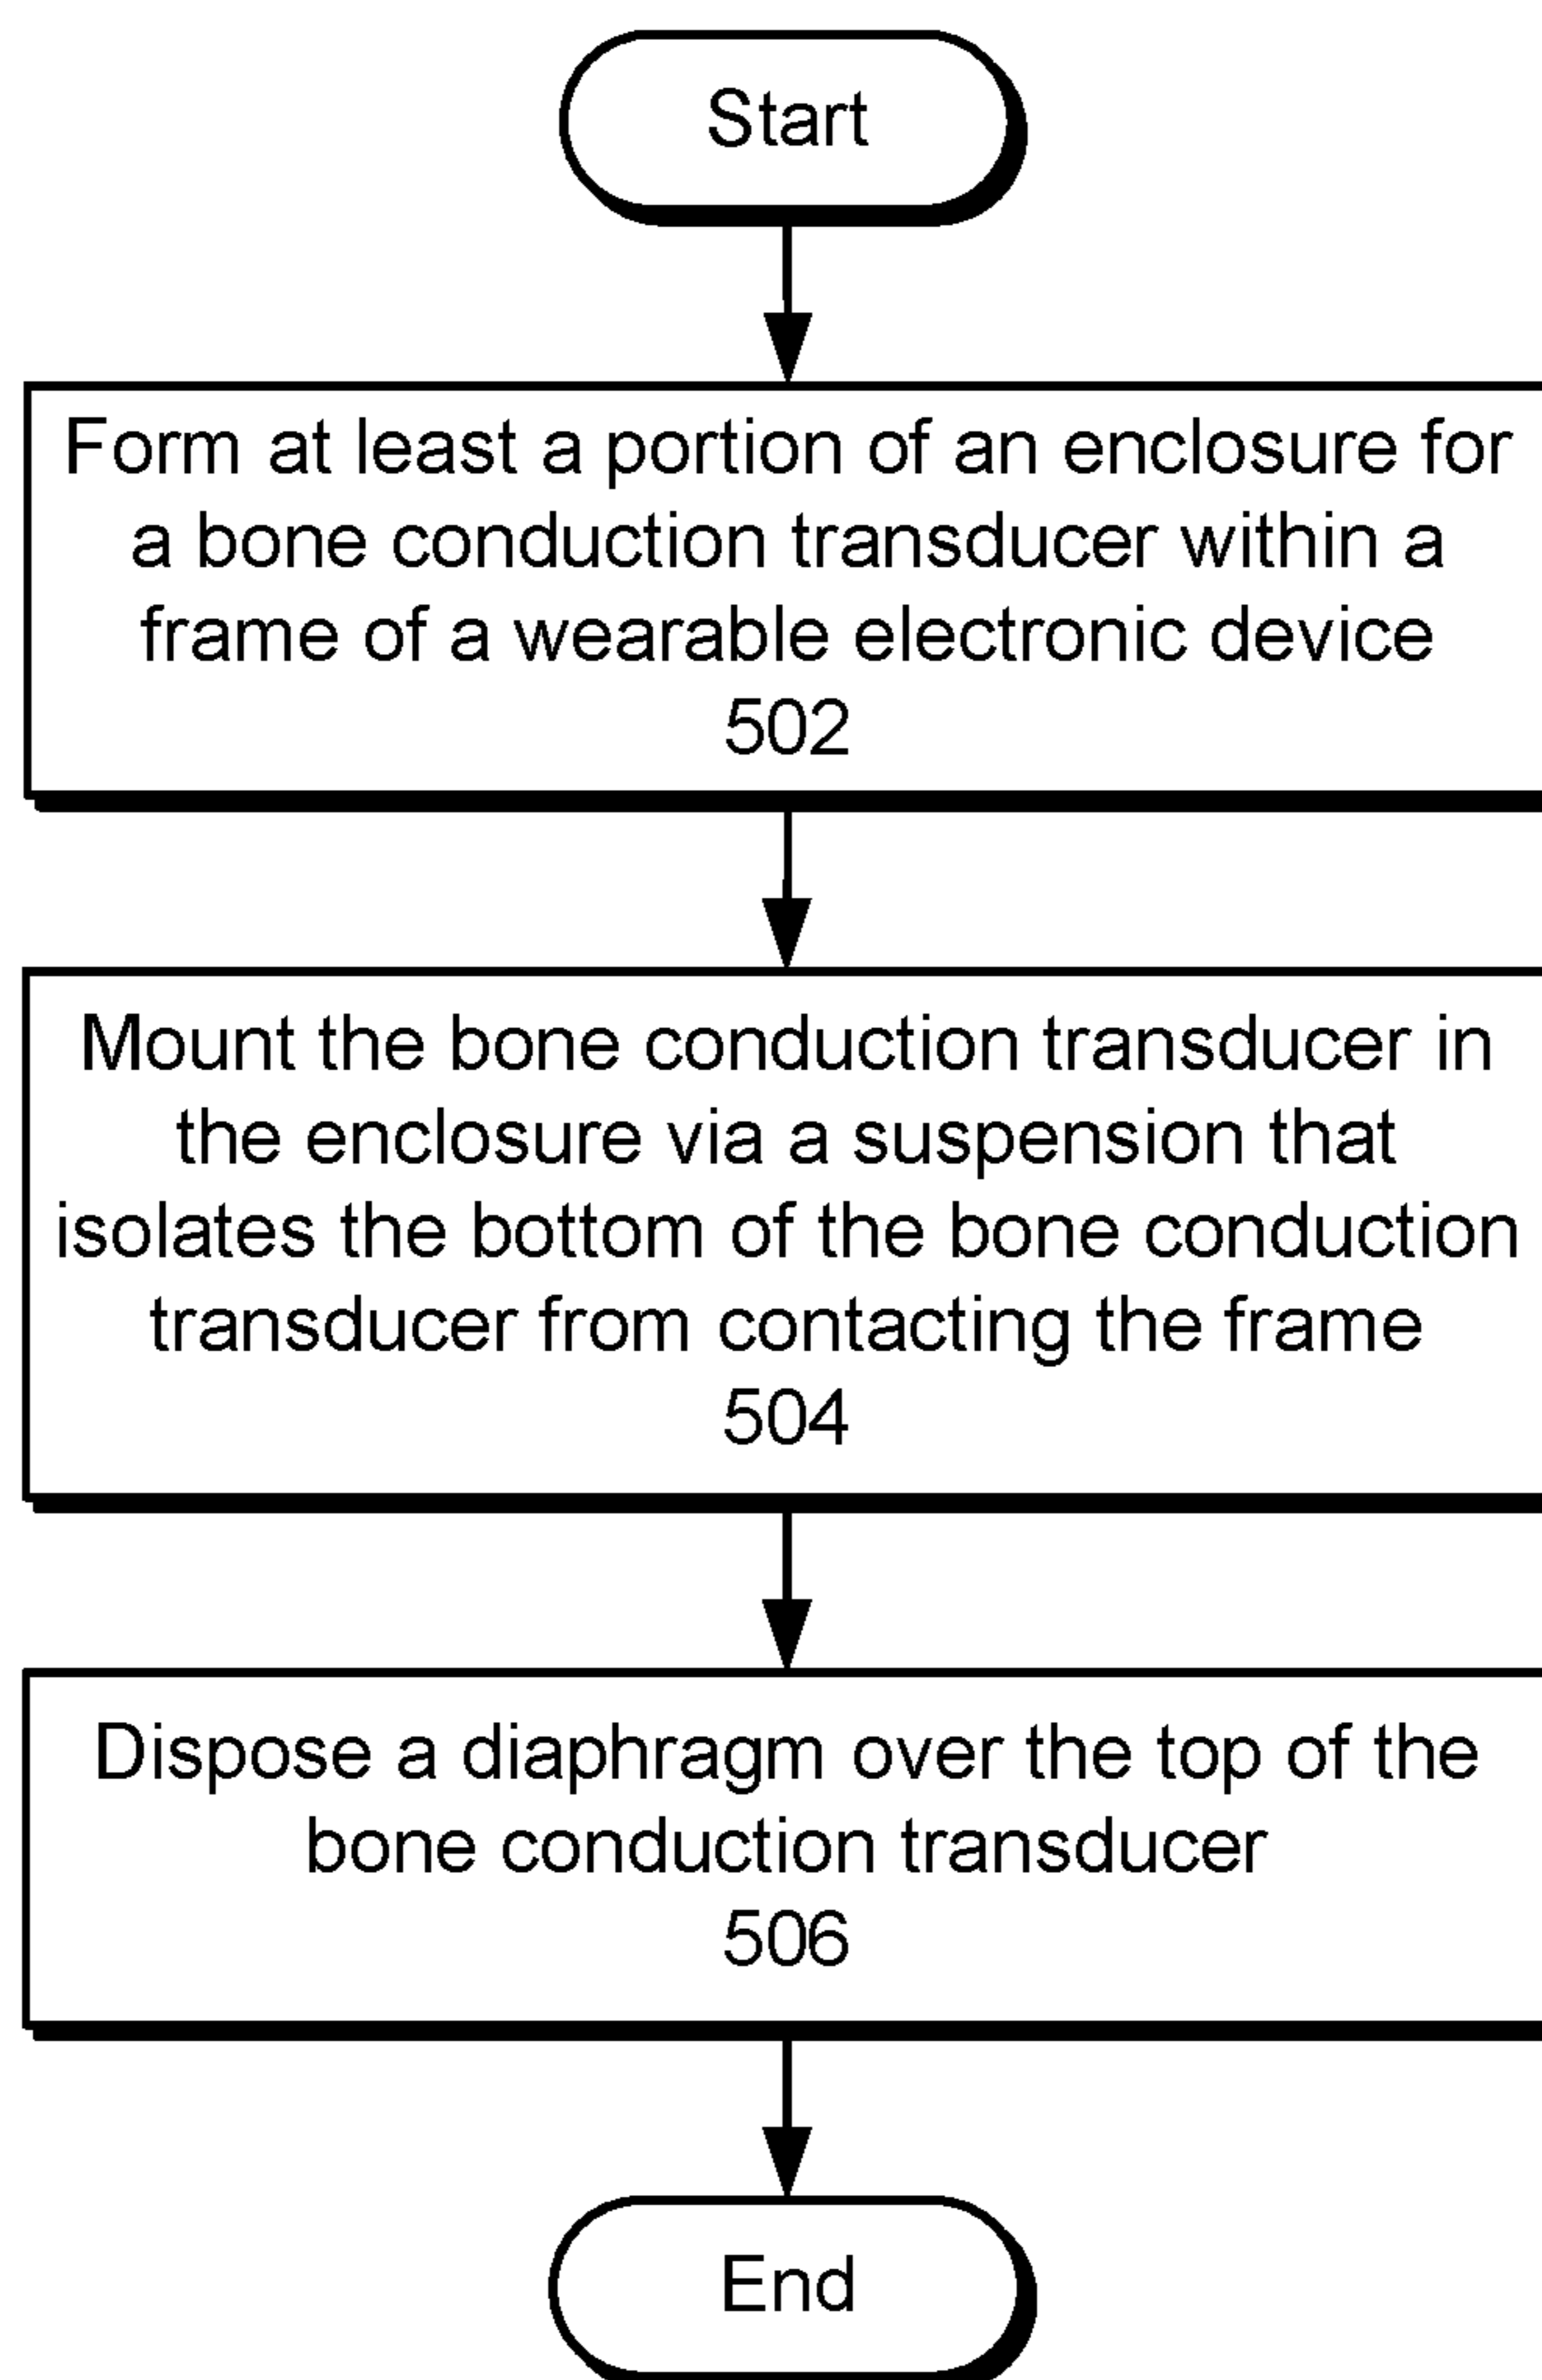 Start
Form at least a portion of an enclosure for
a bone conduction transducer within a
frame of a wearable electronic device
502
Mount the bone conduction transducer in
the enclosure via a suspension that
isolates the bottom of the bone conduction
transducer from contacting the frame
504
Dispose a diaphragm over the top of the
bone conduction transducer
506
End